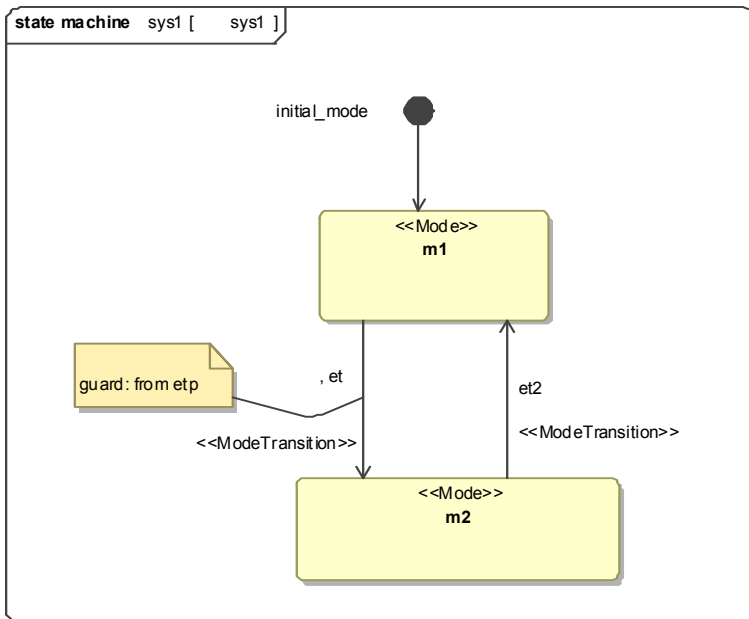 state machine sys1 [ sys1 ]
initial_mode
<<Mode>>
m1
guard: from etp
, et
et2
<<ModeTransition>>
<<ModeTransition>>
<<Mode>>
m2